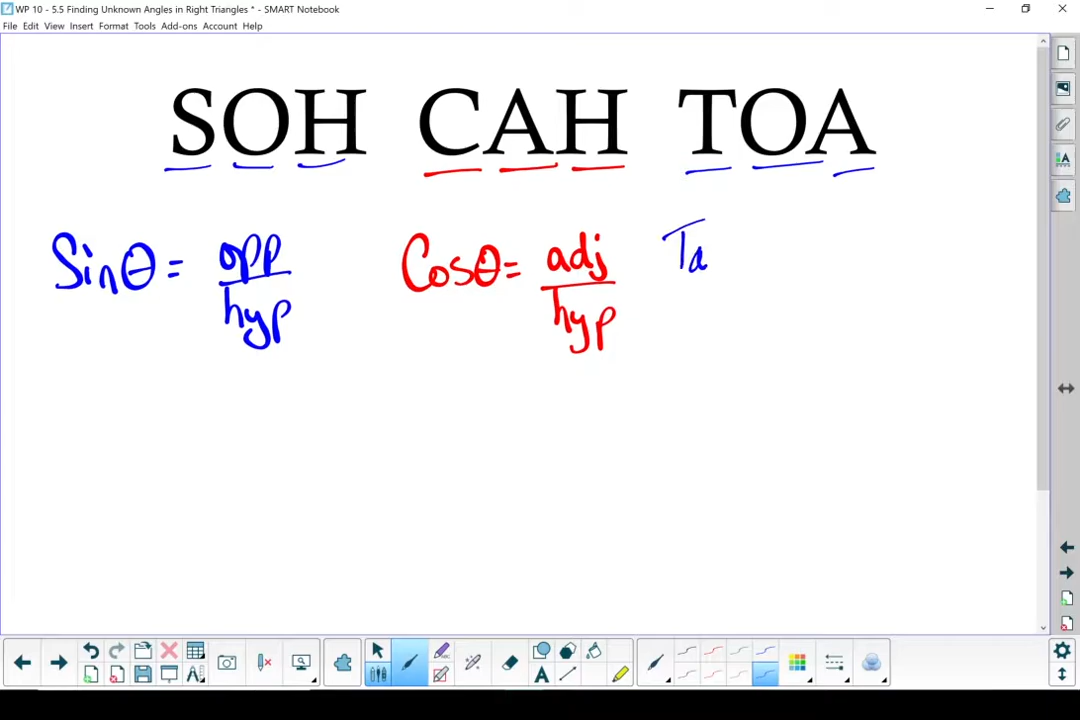 WP 10 - 5.5 Finding Unknown Angles in Right Triangles * - SMART Notebook
File Edit View Insert Format Tools Add-ons Account Help
SOH CAH TOA
Sinθ = opp/hyp Cosθ = adj/hyp Ta